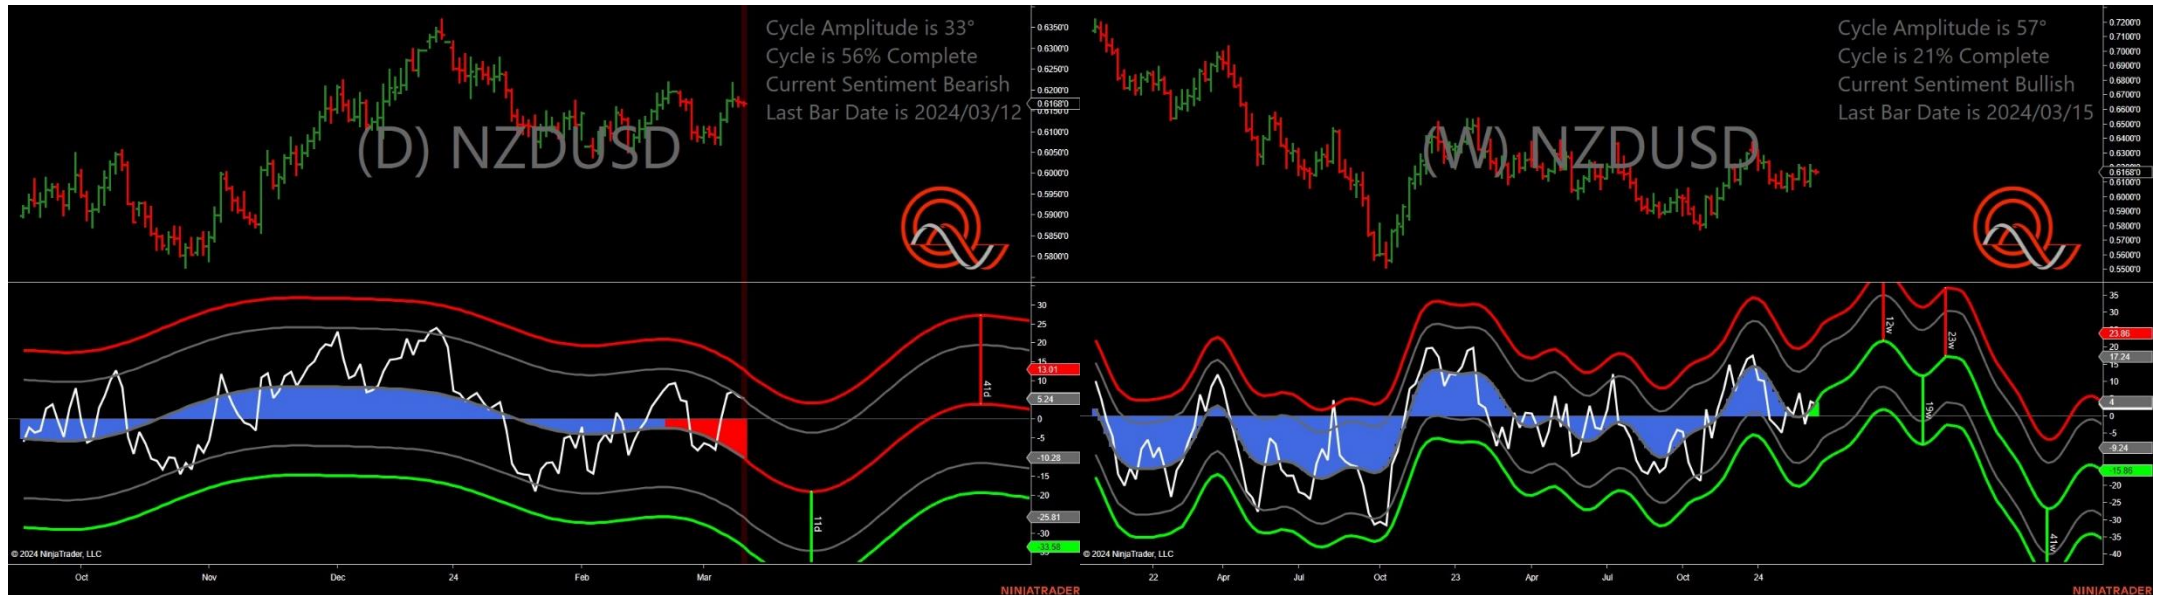 Cycle Amplitude is 33°
Cycle is 56% Complete
Current Sentiment Bearish
Last Bar Date is 2024/03/12
(D) NZDUSD
0.6350'0
0.6300'0
0.6250'0
0.6200'0
0.6168'0
0.6150'0
0.6100'0
0.6050'0
0.6000'0
0.5950'0
0.5900'0
0.5850'0
0.5800'0
30
25
20
15
13.01
10
5.24
0
-5
-10.28
-15
-20
-25.81
-30
-33.58
41d
11d
© 2024 NinjaTrader, LLC
Oct
Nov
Dec
24
Feb
Mar
NINJATRADER
Cycle Amplitude is 57°
Cycle is 21% Complete
Current Sentiment Bullish
Last Bar Date is 2024/03/15
(W) NZDUSD
0.7200'0
0.7100'0
0.7000'0
0.6900'0
0.6800'0
0.6700'0
0.6600'0
0.6500'0
0.6400'0
0.6300'0
0.6168'0
0.6100'0
0.5900'0
0.5800'0
0.5700'0
0.5600'0
0.5500'0
35
30
23.86
20
17.24
15
10
5
4
0
-5
-9.24
-15.86
-20
-25
-30
-35
-40
12w
23w
19w
41w
© 2024 NinjaTrader, LLC
22
Apr
Jul
Oct
23
Apr
Jul
Oct
24
NINJATRADER